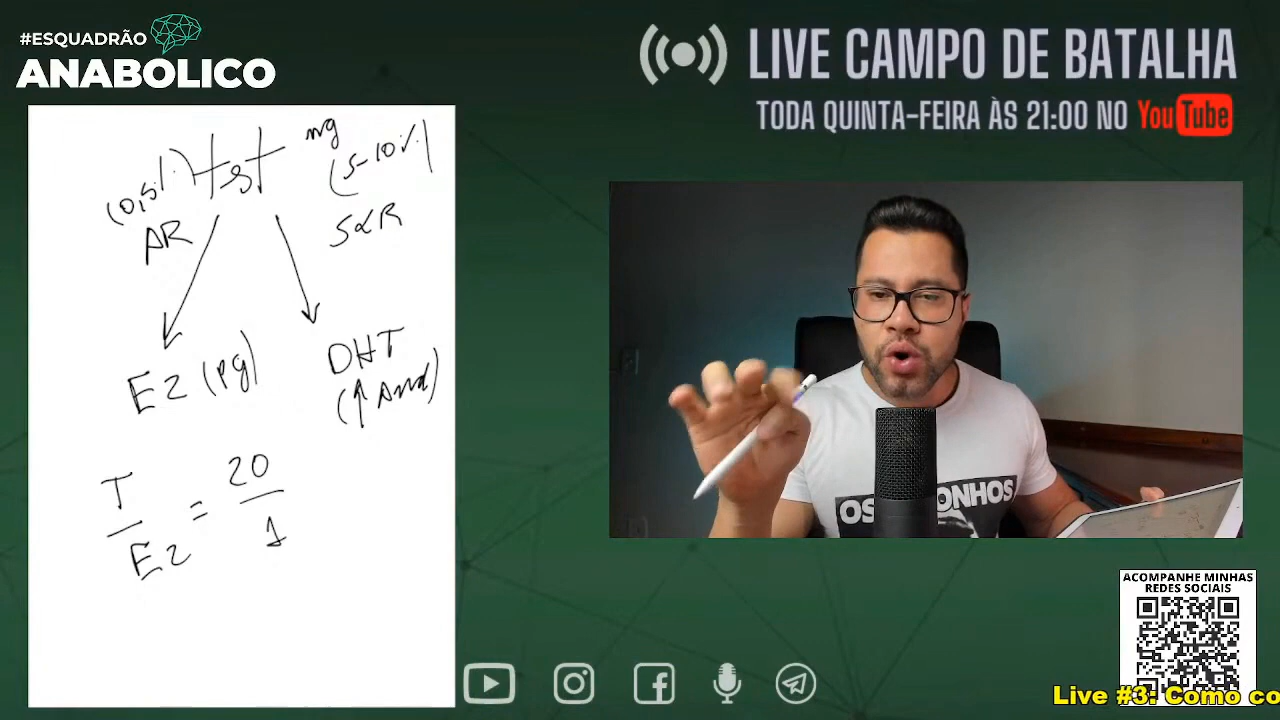 #ESQUADRÃO
ANABOLICO
LIVE CAMPO DE BATALHA
TODA QUINTA-FEIRA ÀS 21:00 NO YouTube
(0,5%) test mg (5-10%)
AR
5αR
E2 (pg)
DHT
(↑ And)
T
E2
=
20
1
ACOMPANHE MINHAS
REDES SOCIAIS
Live #3: Como co